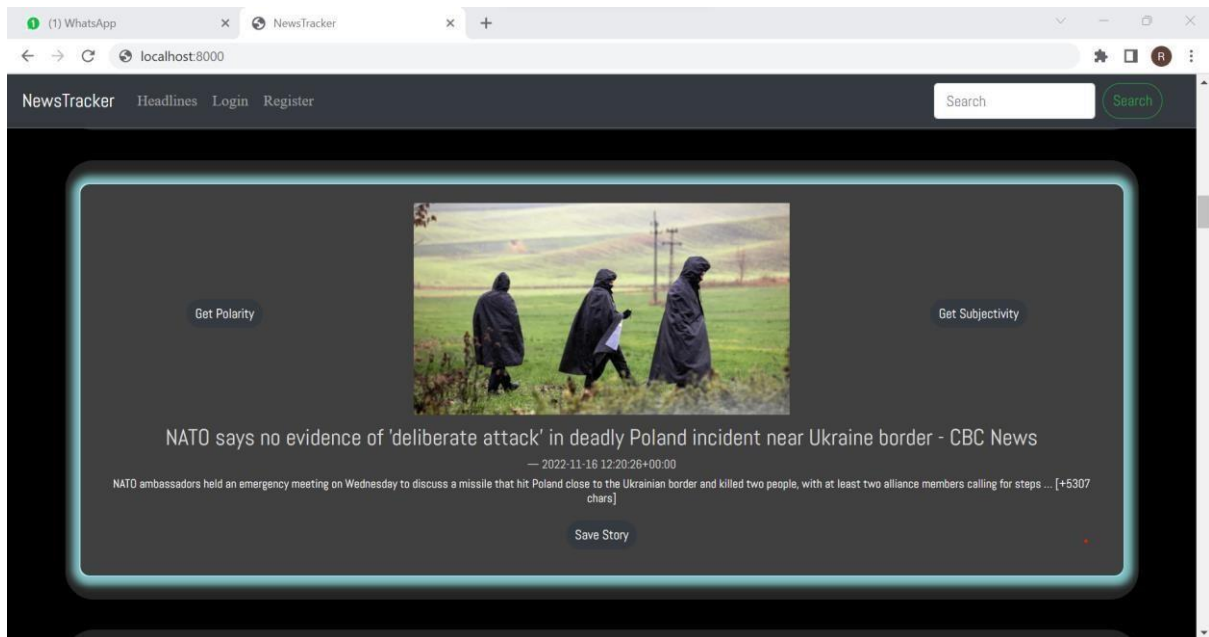 (1) WhatsApp
NewsTracker
localhost:8000
R
NewsTracker Headlines Login Register Search Search
Get Polarity
Get Subjectivity
NATO says no evidence of 'deliberate attack' in deadly Poland incident near Ukraine border - CBC News
— 2022-11-16 12:20:26+00:00
NATO ambassadors held an emergency meeting on Wednesday to discuss a missile that hit Poland close to the Ukrainian border and killed two people, with at least two alliance members calling for steps ... [+5307
chars]
Save Story